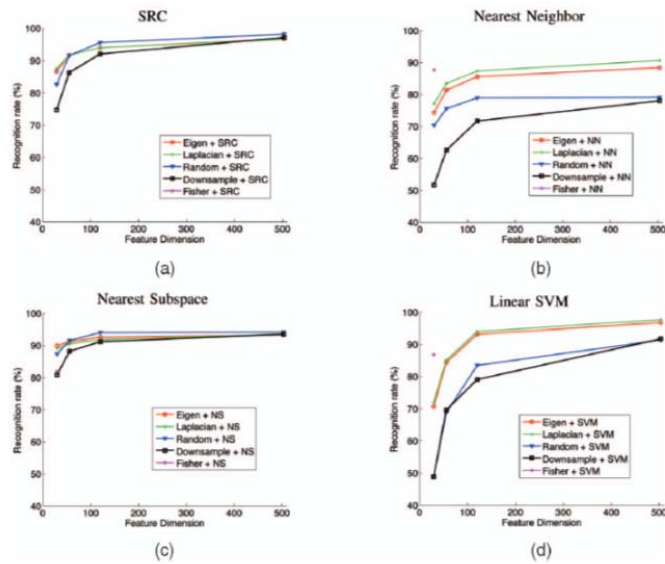 SRC
100
90
80
70
60
50
40
Recognition rate (%)
Eigen + SRC
Laplacian + SRC
Random + SRC
Downsample + SRC
Fisher + SRC
0 100 200 300 400 500
Feature Dimension
(a)
Nearest Neighbor
100
90
80
70
60
50
40
Recognition rate (%)
Eigen + NN
Laplacian + NN
Random + NN
Downsample + NN
Fisher + NN
0 100 200 300 400 500
Feature Dimension
(b)
Nearest Subspace
100
90
80
70
60
50
40
Recognition rate (%)
Eigen + NS
Laplacian + NS
Random + NS
Downsample + NS
Fisher + NS
0 100 200 300 400 500
Feature Dimension
(c)
Linear SVM
100
90
80
70
60
50
40
Recognition rate (%)
Eigen + SVM
Laplacian + SVM
Random + SVM
Downsample + SVM
Fisher + SVM
0 100 200 300 400 500
Feature Dimension
(d)